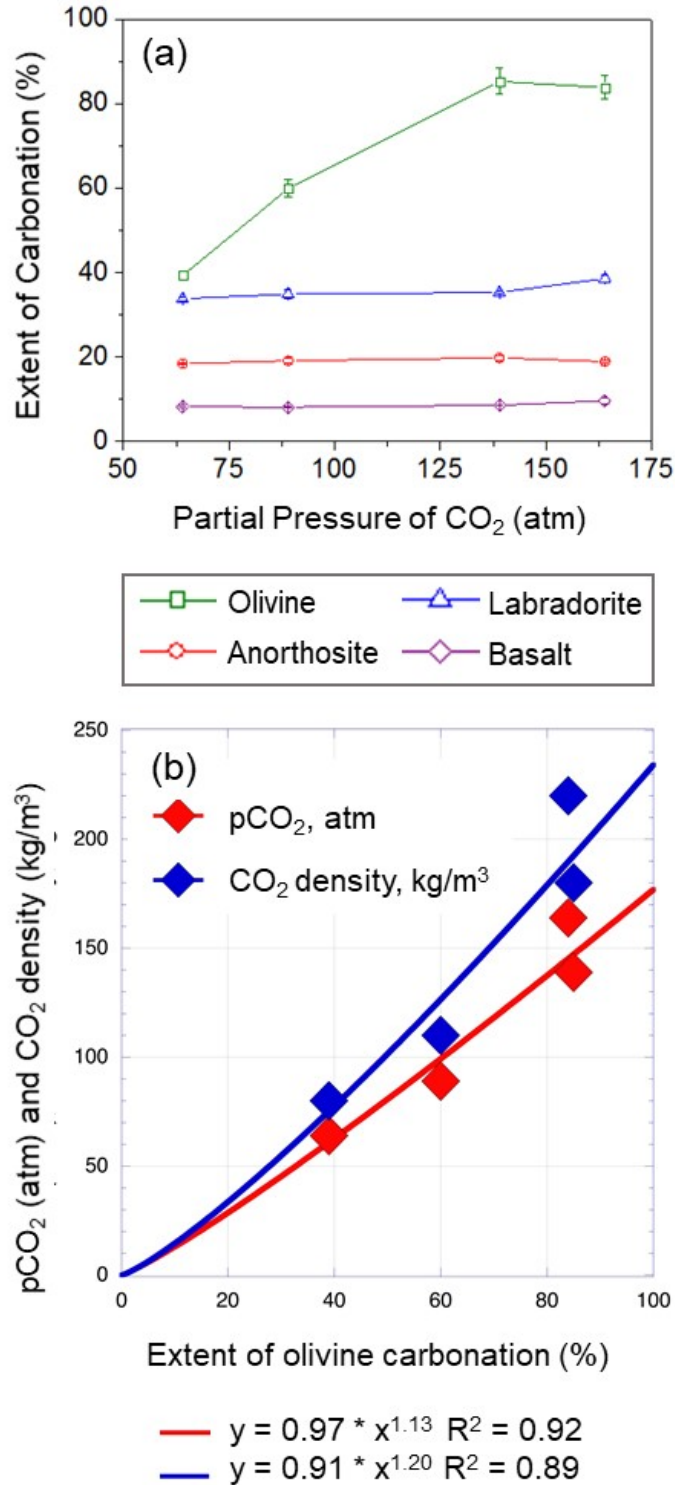 (a)
Extent of Carbonation (%)
100
80
60
40
20
0
50
75
100
125
150
175
Partial Pressure of CO₂ (atm)
Olivine
Labradorite
Anorthosite
Basalt
(b)
pCO₂, atm
CO₂ density, kg/m³
pCO₂ (atm) and CO₂ density (kg/m³)
250
200
150
100
50
0
0
20
40
60
80
100
Extent of olivine carbonation (%)
y = 0.97 * x^1.13 R² = 0.92
y = 0.91 * x^1.20 R² = 0.89